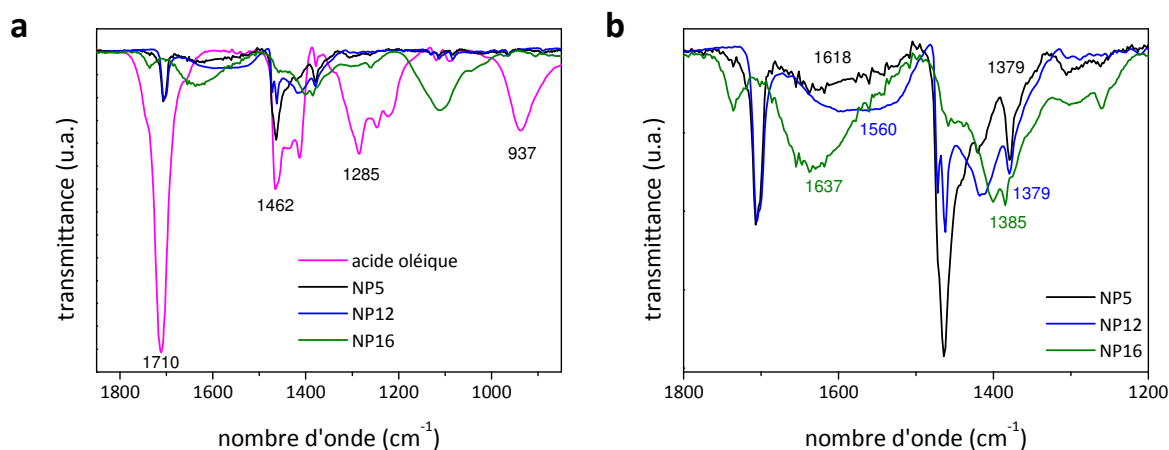 a
transmittance (u.a.)
1710
1462
1285
937
acide oléique
NP5
NP12
NP16
1800 1600 1400 1200 1000
nombre d'onde (cm⁻¹)
b
transmittance (u.a.)
1618
1379
1560
1637
1379
1385
NP5
NP12
NP16
1800 1600 1400 1200
nombre d'onde (cm⁻¹)